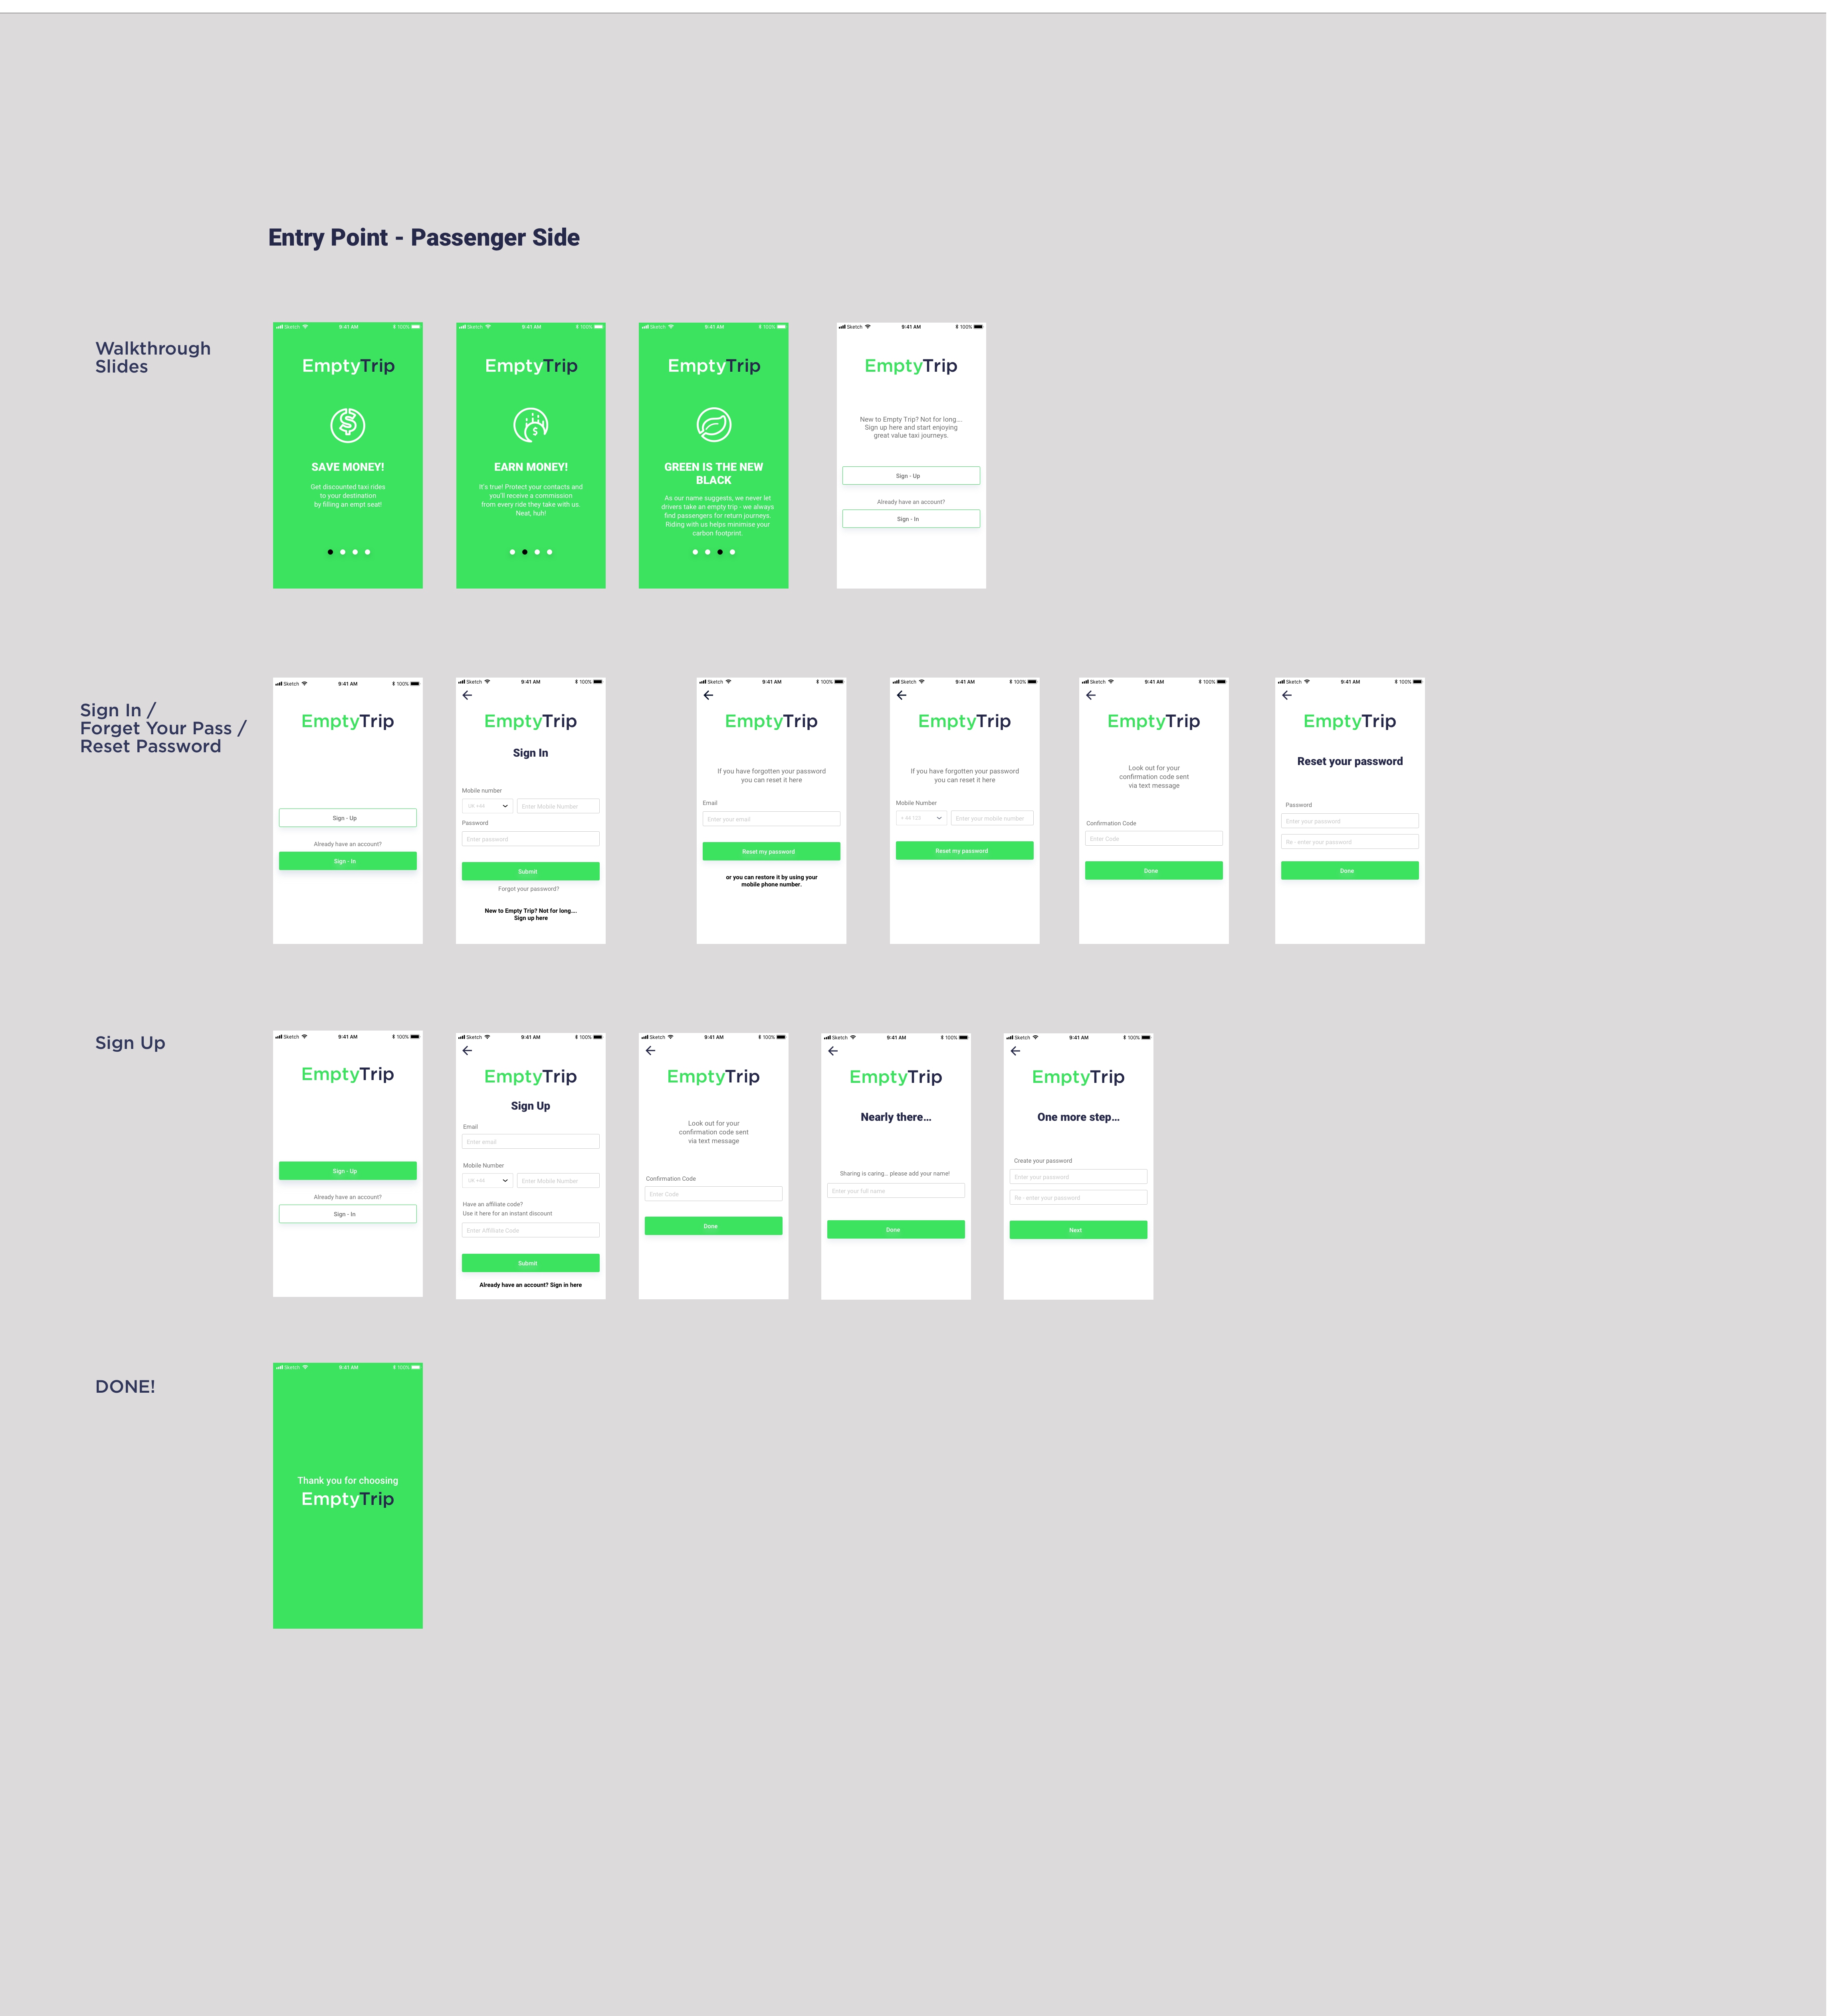 Entry Point - Passenger Side
Walkthrough
Slides
Sketch 9:41 AM 100%
EmptyTrip
SAVE MONEY!
Get discounted taxi rides
to your destination
by filling an empt seat!
Sketch 9:41 AM 100%
EmptyTrip
EARN MONEY!
It's true! Protect your contacts and
you'll receive a commission
from every ride they take with us.
Neat, huh!
Sketch 9:41 AM 100%
EmptyTrip
GREEN IS THE NEW
BLACK
As our name suggests, we never let
drivers take an empty trip - we always
find passengers for return journeys.
Riding with us helps minimise your
carbon footprint.
Sketch 9:41 AM 100%
EmptyTrip
New to Empty Trip? Not for long....
Sign up here and start enjoying
great value taxi journeys.
Sign - Up
Already have an account?
Sign - In
Sign In /
Forget Your Pass /
Reset Password
Sketch 9:41 AM 100%
EmptyTrip
Sign - Up
Already have an account?
Sign - In
Sketch 9:41 AM 100%
EmptyTrip
Sign In
Mobile number
UK +44 Enter Mobile Number
Password
Enter password
Submit
Forgot your password?
New to Empty Trip? Not for long....
Sign up here
Sketch 9:41 AM 100%
EmptyTrip
If you have forgotten your password
you can reset it here
Email
Enter your email
Reset my password
or you can restore it by using your
mobile phone number.
Sketch 9:41 AM 100%
EmptyTrip
If you have forgotten your password
you can reset it here
Mobile Number
+ 44 123 Enter your mobile number
Reset my password
Sketch 9:41 AM 100%
EmptyTrip
Look out for your
confirmation code sent
via text message
Confirmation Code
Enter Code
Done
Sketch 9:41 AM 100%
EmptyTrip
Reset your password
Password
Enter your password
Re - enter your password
Done
Sign Up
Sketch 9:41 AM 100%
EmptyTrip
Sign - Up
Already have an account?
Sign - In
Sketch 9:41 AM 100%
EmptyTrip
Sign Up
Email
Enter email
Mobile Number
UK +44 Enter Mobile Number
Have an affiliate code?
Use it here for an instant discount
Enter Affiliate Code
Submit
Already have an account? Sign in here
Sketch 9:41 AM 100%
EmptyTrip
Look out for your
confirmation code sent
via text message
Confirmation Code
Enter Code
Done
Sketch 9:41 AM 100%
EmptyTrip
Nearly there...
Sharing is caring... please add your name!
Enter your full name
Done
Sketch 9:41 AM 100%
EmptyTrip
One more step...
Create your password
Enter your password
Re - enter your password
Next
DONE!
Sketch 9:41 AM 100%
Thank you for choosing
EmptyTrip